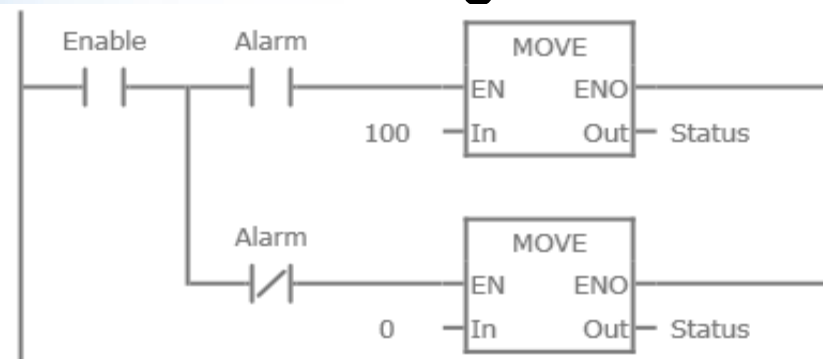 Enable Alarm
MOVE
EN ENO
100 In Out Status
Alarm
MOVE
EN ENO
0 In Out Status